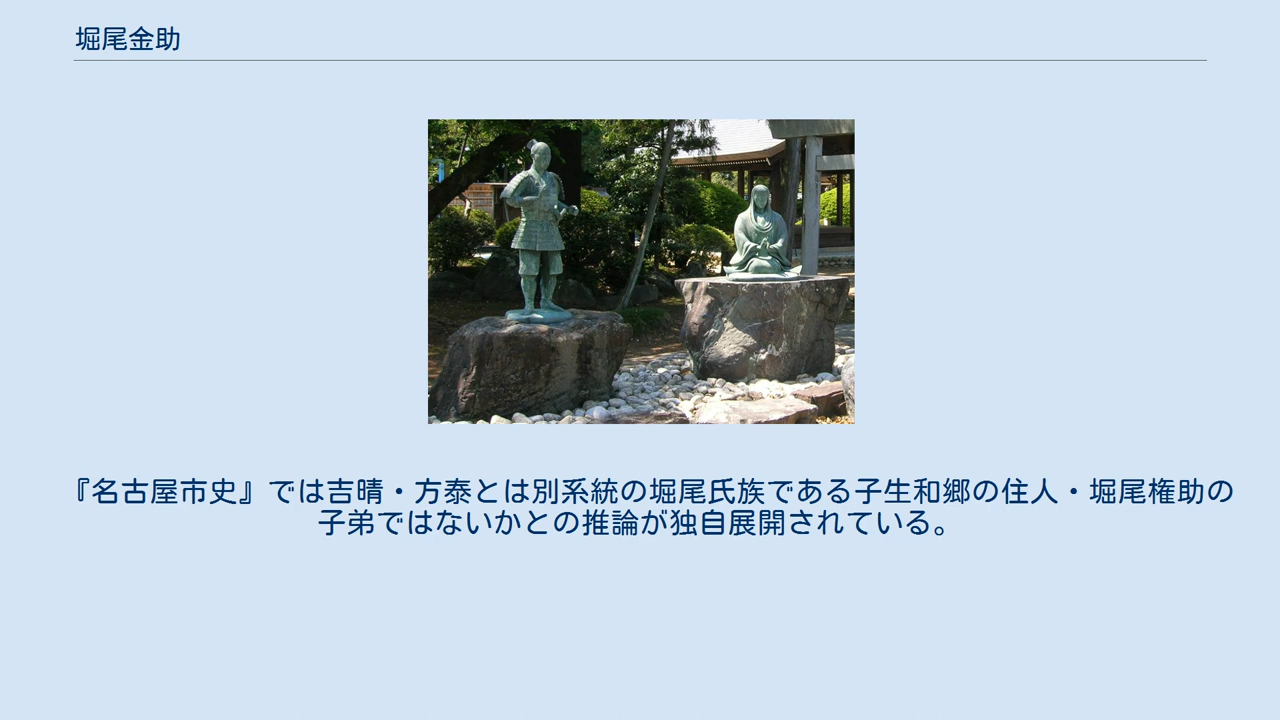 堀尾金助
『名古屋市史』では吉晴・方泰とは別系統の堀尾氏族である子生和郷の住人・堀尾権助の
子弟ではないかとの推論が独自展開されている。